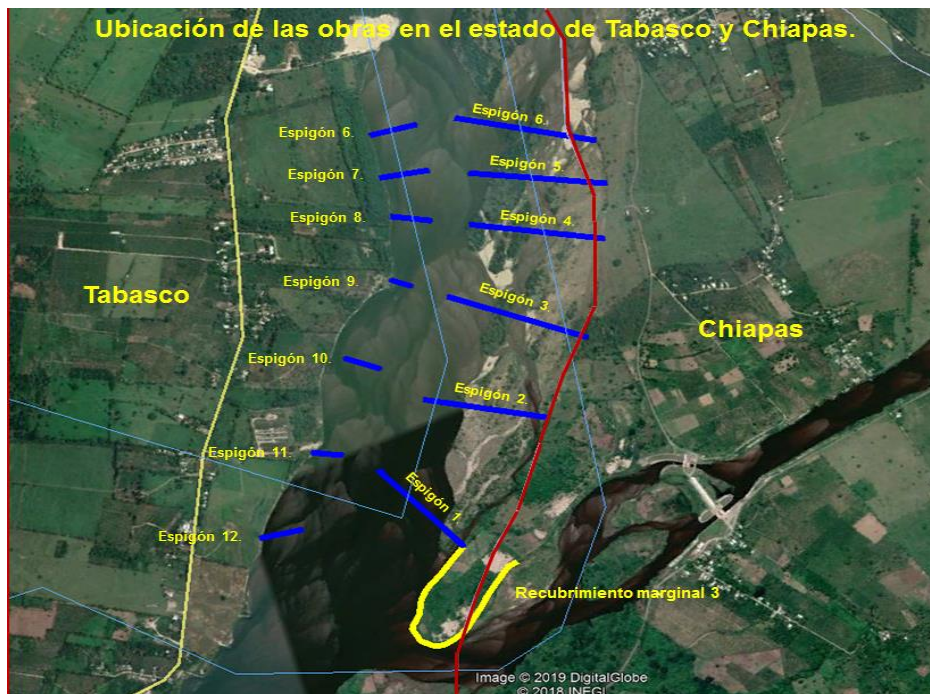 Ubicación de las obras en el estado de Tabasco y Chiapas.
Espigón 6.
Espigón 6.
Espigón 7.
Espigón 5.
Espigón 8.
Espigón 4.
Espigón 9.
Tabasco
Espigón 3.
Chiapas
Espigón 10.
Espigón 2.
Espigón 11.
Espigón 1.
Espigón 12.
Recubrimiento marginal 3
Image © 2019 DigitalGlobe
© 2018 INEGI